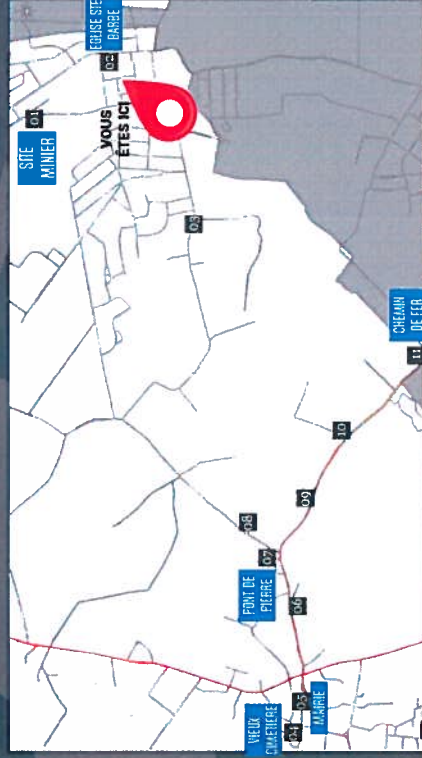 EGLISE STE
BARBE
02
01
SITE
MINIER
VOUS
ÊTES ICI
03
CHEMIN
DE FER
11
10
09
08
07
PONT DE
PIERRE
06
05
MAIRIE
VIEUX
CIMETIERE
04